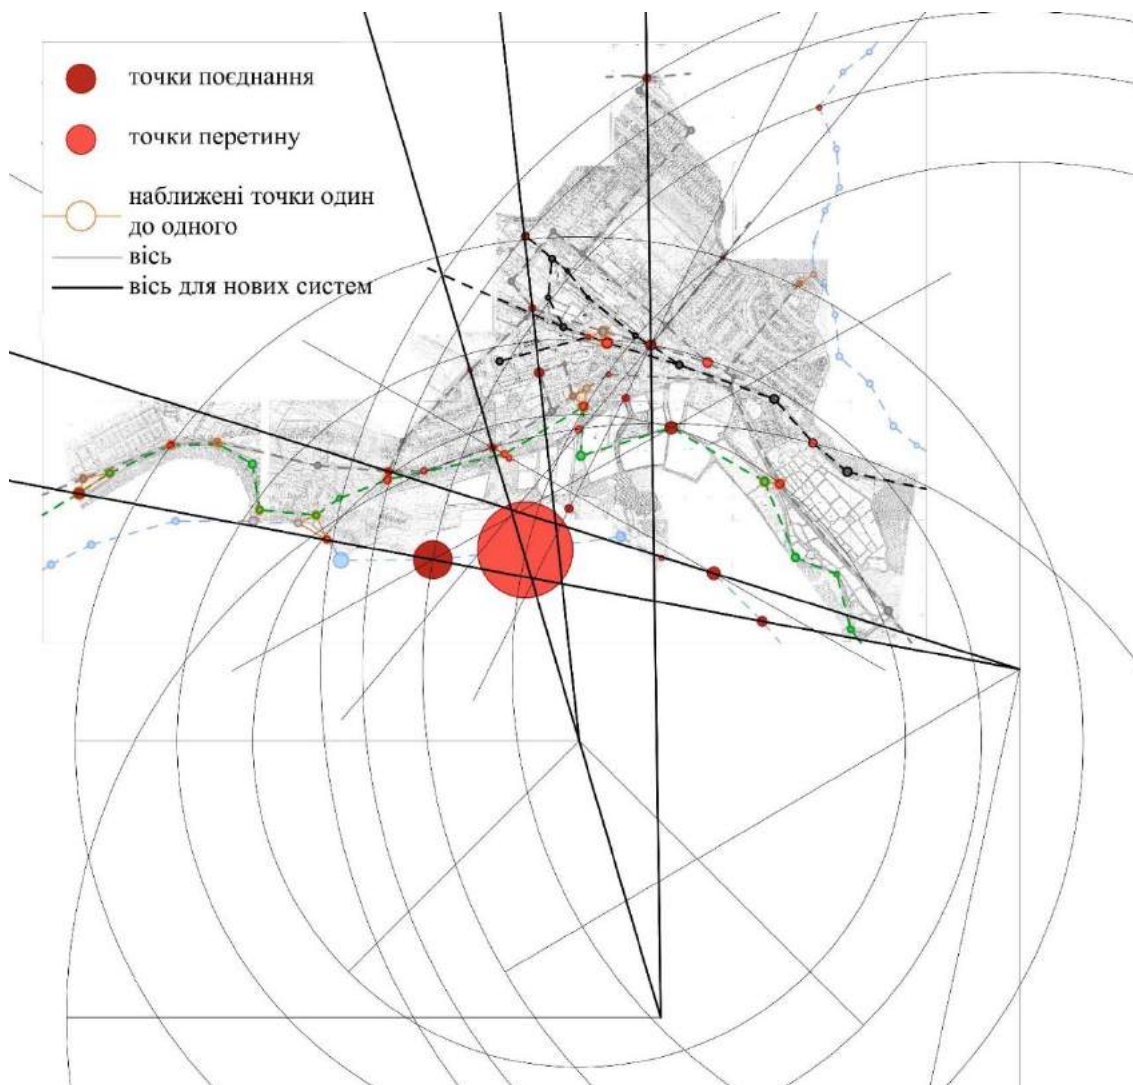 точки поєднання
точки перетину
наближені точки один
до одного
вісь
вісь для нових систем